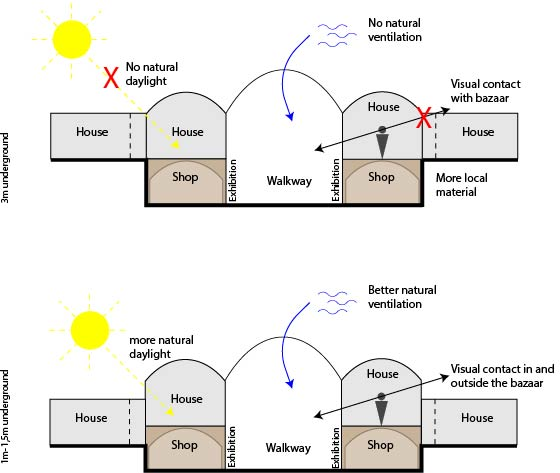 No natural
daylight
No natural
ventilation
Visual contact
with bazaar
House
House
House
House
Shop
Exhibition
Walkway
Exhibition
Shop
More local
material
3m underground
more natural
daylight
Better natural
ventilation
Visual contact in and
outside the bazaar
House
House
House
House
Shop
Exhibition
Walkway
Exhibition
Shop
1m-1,5m underground